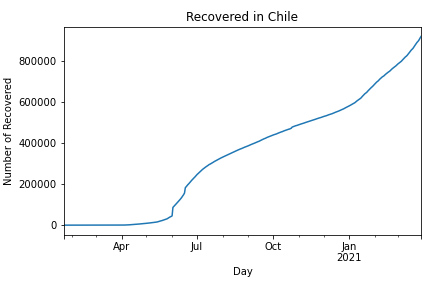 Recovered in Chile
Number of Recovered
800000
600000
400000
200000
0
Apr Jul Oct Jan
2021
Day